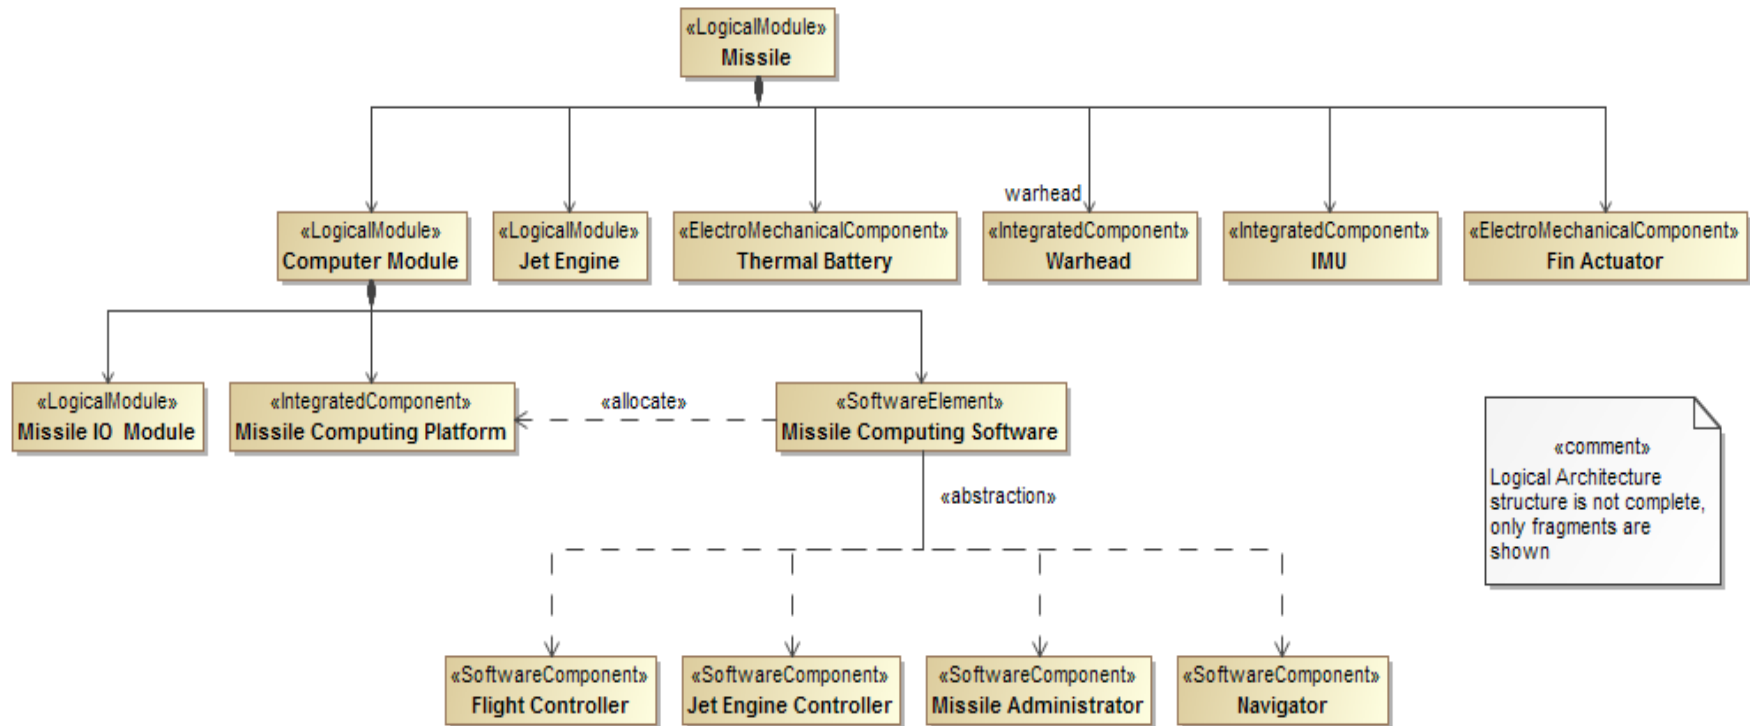 «LogicalModule»
Missile
warhead
«LogicalModule»
Computer Module
«LogicalModule»
Jet Engine
«ElectroMechanicalComponent»
Thermal Battery
«IntegratedComponent»
Warhead
«IntegratedComponent»
IMU
«ElectroMechanicalComponent»
Fin Actuator
«LogicalModule»
Missile IO  Module
«IntegratedComponent»
Missile Computing Platform
«allocate»
«SoftwareElement»
Missile Computing Software
«abstraction»
«comment»
Logical Architecture
structure is not complete,
only fragments are
shown
«SoftwareComponent»
Flight Controller
«SoftwareComponent»
Jet Engine Controller
«SoftwareComponent»
Missile Administrator
«SoftwareComponent»
Navigator